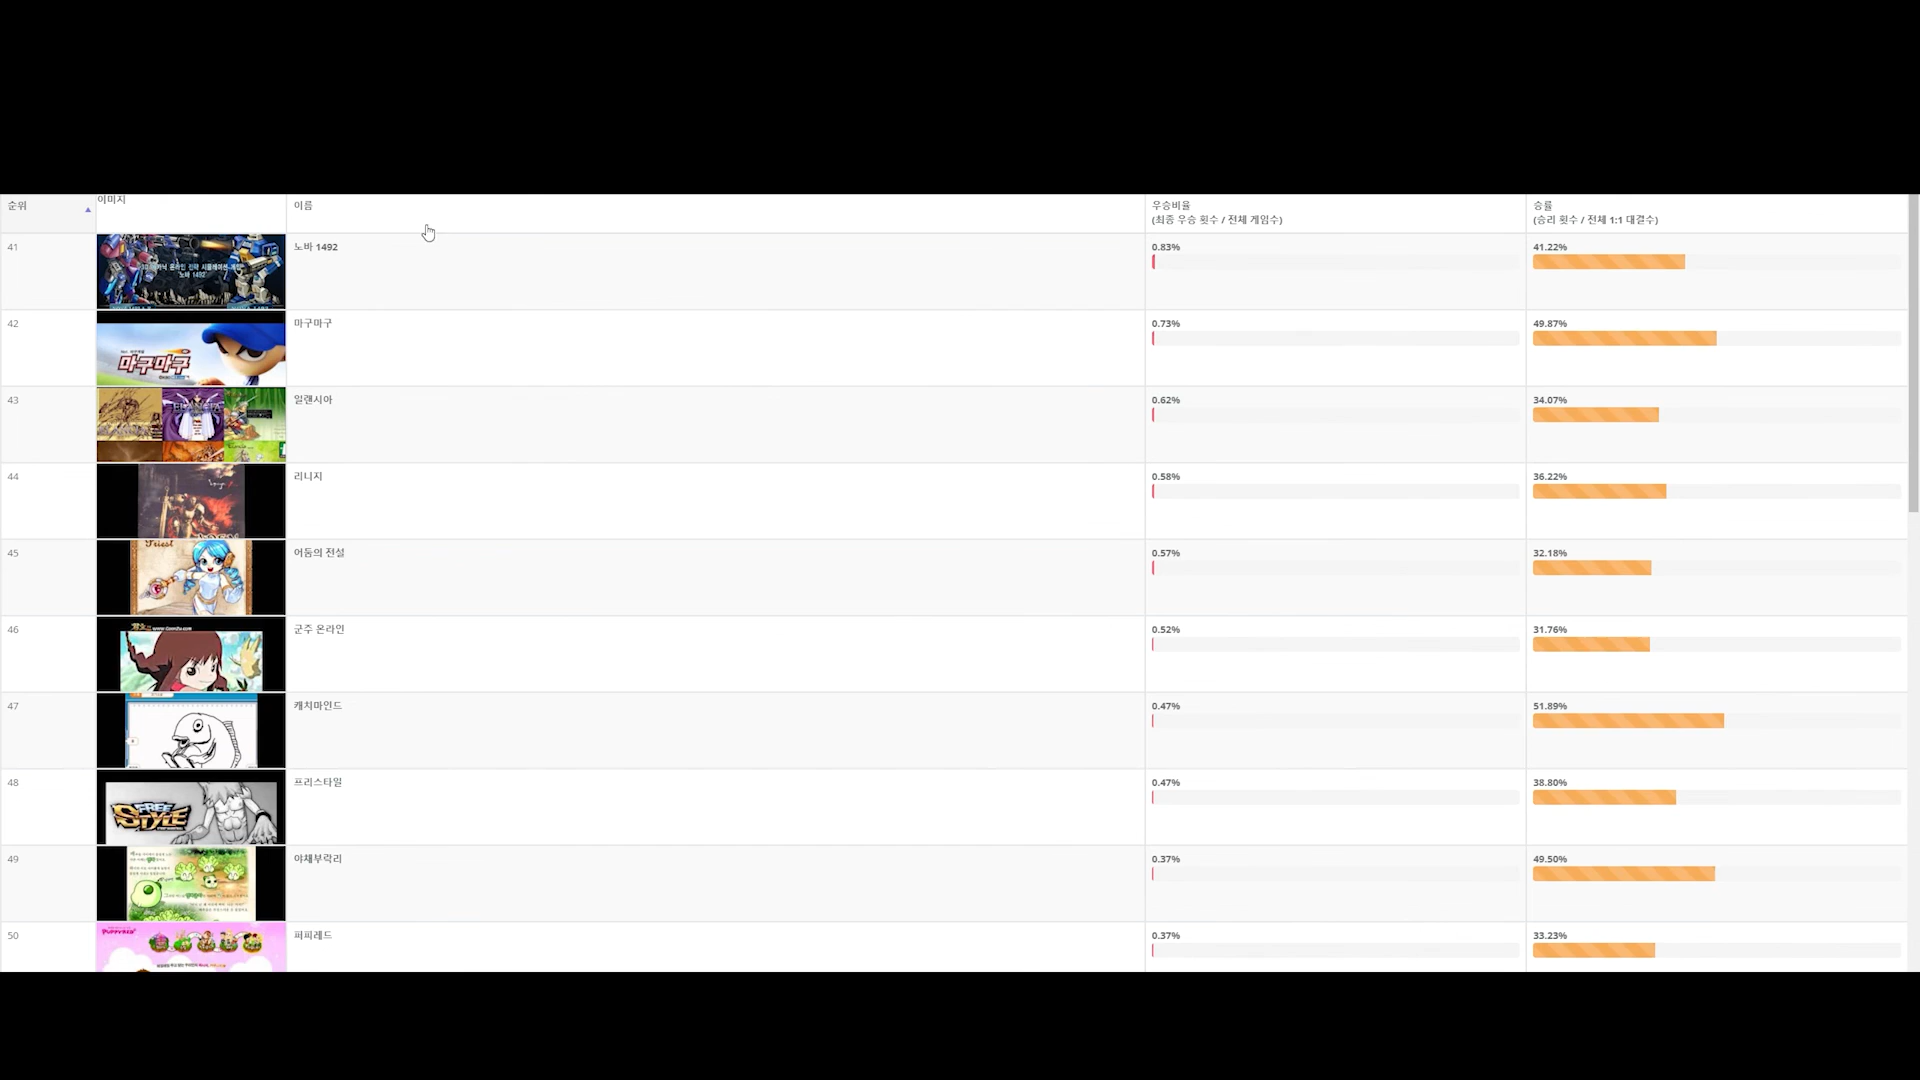 순위
이미지
이름
우승비율
(최종 우승 횟수 / 전체 게임수)
승률
(승리 횟수 / 전체 1:1 대결수)
41
노바 1492
0.83%
41.22%
42
마구마구
마구마구
0.73%
49.87%
43
일랜시아
0.62%
34.07%
44
리니지
0.58%
36.22%
45
Priest
어둠의 전설
0.57%
32.18%
46
군주 온라인
0.52%
31.76%
47
캐치마인드
0.47%
51.89%
48
FREE STYLE
프리스타일
0.47%
38.80%
49
야채부락리
0.37%
49.50%
50
퍼피레드
0.37%
33.23%